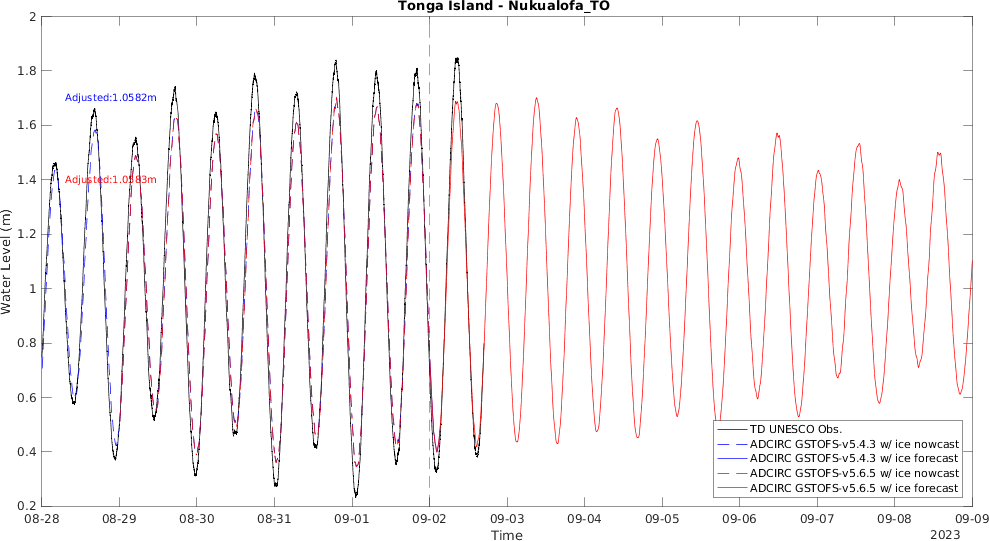 Tonga Island - Nukualofa_TO
2
1.8
1.6
1.4
1.2
1
0.8
0.6
0.4
0.2
Water Level (m)
Adjusted:1.0582m
Adjusted:1.0583m
TD UNESCO Obs.
ADCIRC GSTOFS-v5.4.3 w/ ice nowcast
ADCIRC GSTOFS-v5.4.3 w/ ice forecast
ADCIRC GSTOFS-v5.6.5 w/ ice nowcast
ADCIRC GSTOFS-v5.6.5 w/ ice forecast
08-28 08-29 08-30 08-31 09-01 09-02 09-03 09-04 09-05 09-06 09-07 09-08 09-09
Time
2023